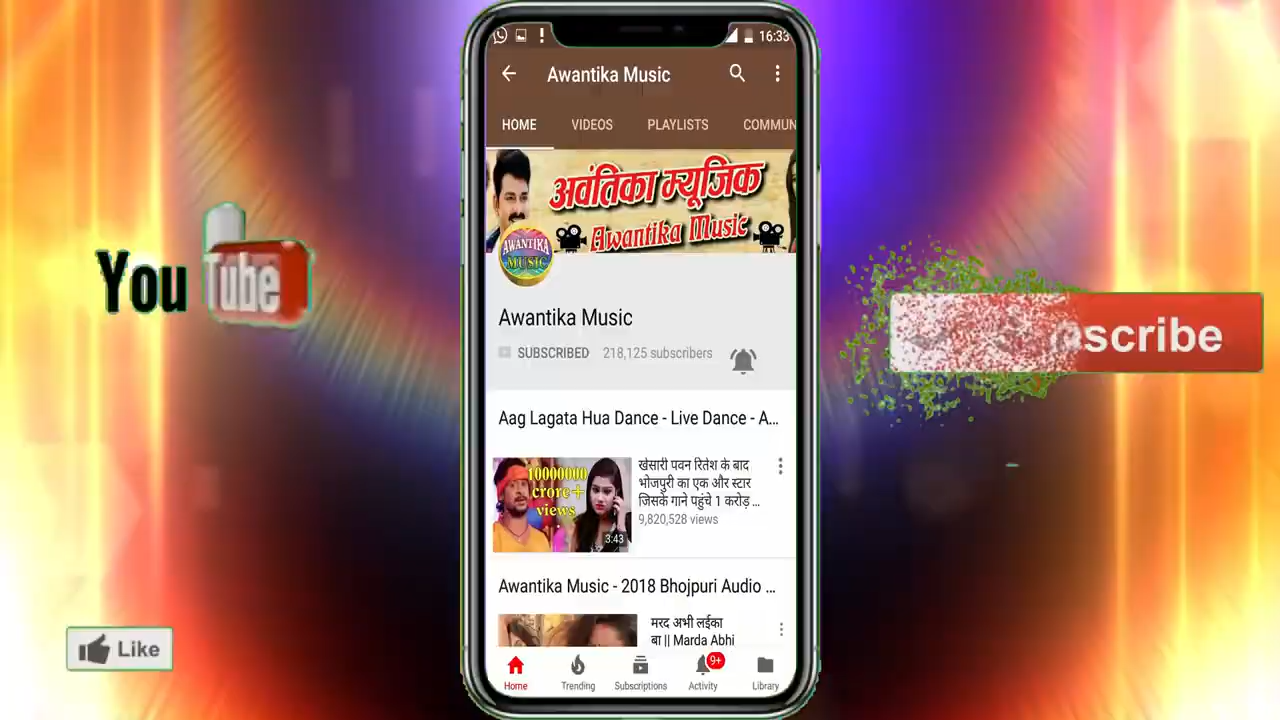 16:33
Awantika Music
HOME VIDEOS PLAYLISTS COMMUN
अवंतिका म्यूजिक
Awantika Music
AWANTIKA
MUSIC
Awantika Music
SUBSCRIBED 218,125 subscribers
Aag Lagata Hua Dance - Live Dance - A...
10000000
crore+
views
3:43
खेसारी पवन रितेश के बाद
भोजपुरी का एक और स्टार
जिसके गाने पहुंचे 1 करोड़ ...
9,820,528 views
Awantika Music - 2018 Bhojpuri Audio ...
मरद अभी लईका
बा || Marda Abhi
9+
Home Trending Subscriptions Activity Library
You Tube
scribe
Like